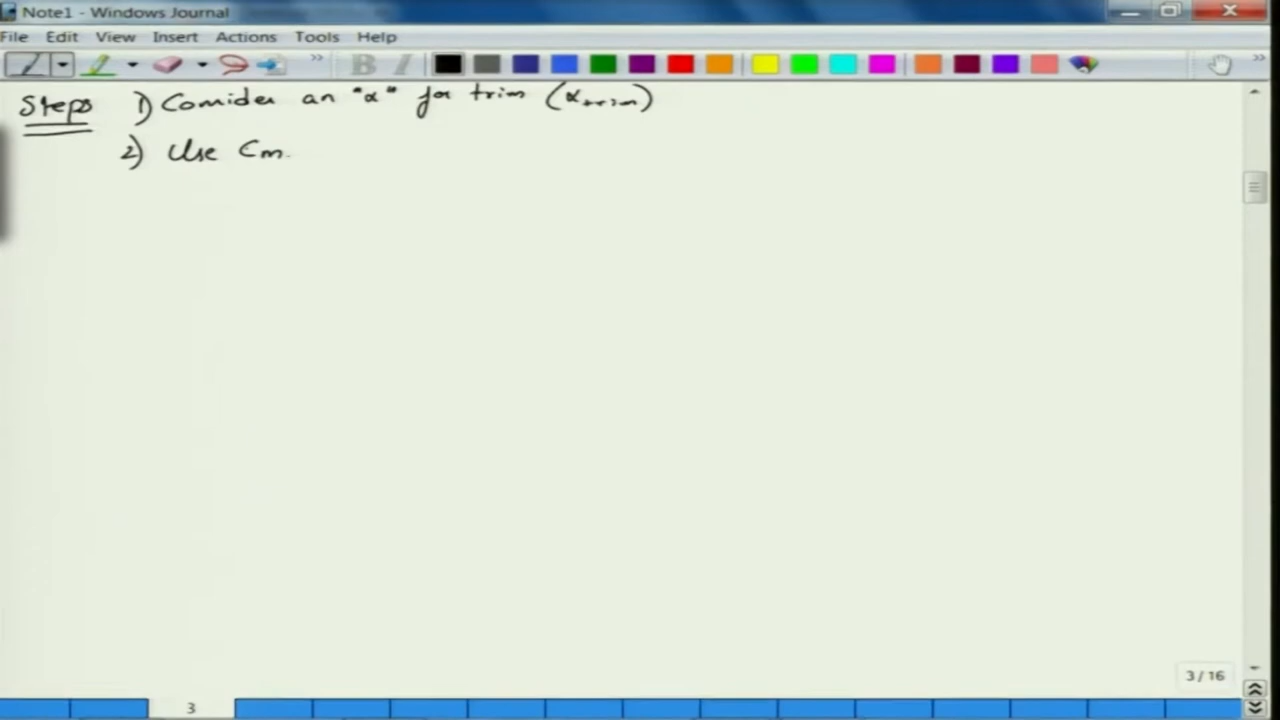 Note1 - Windows Journal
File Edit View Insert Actions Tools Help
B I
Steps 1) Consider an "α" for trim (αtrim)
2) Use Cm.
3 / 16
3